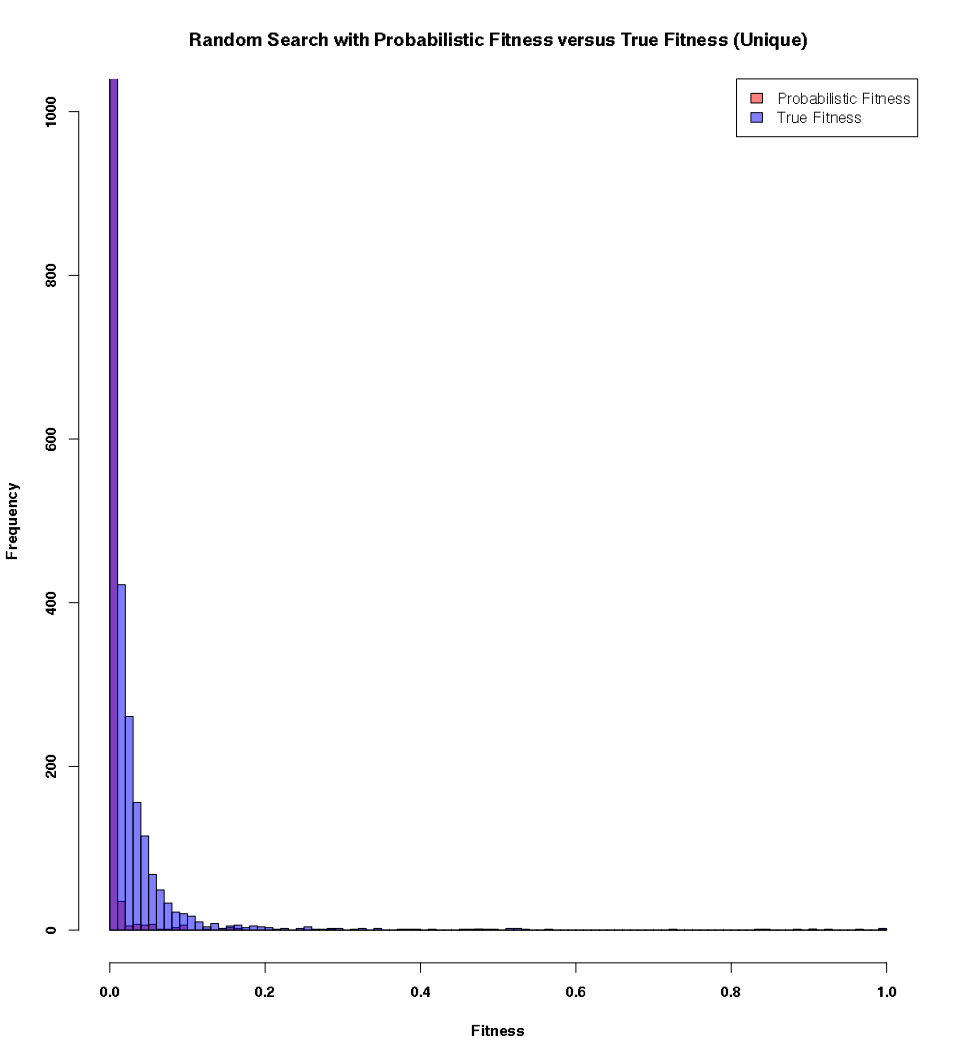 Random Search with Probabilistic Fitness versus True Fitness (Unique)
Probabilistic Fitness
True Fitness
1000
800
600
400
200
0
Frequency
0.0 0.2 0.4 0.6 0.8 1.0
Fitness